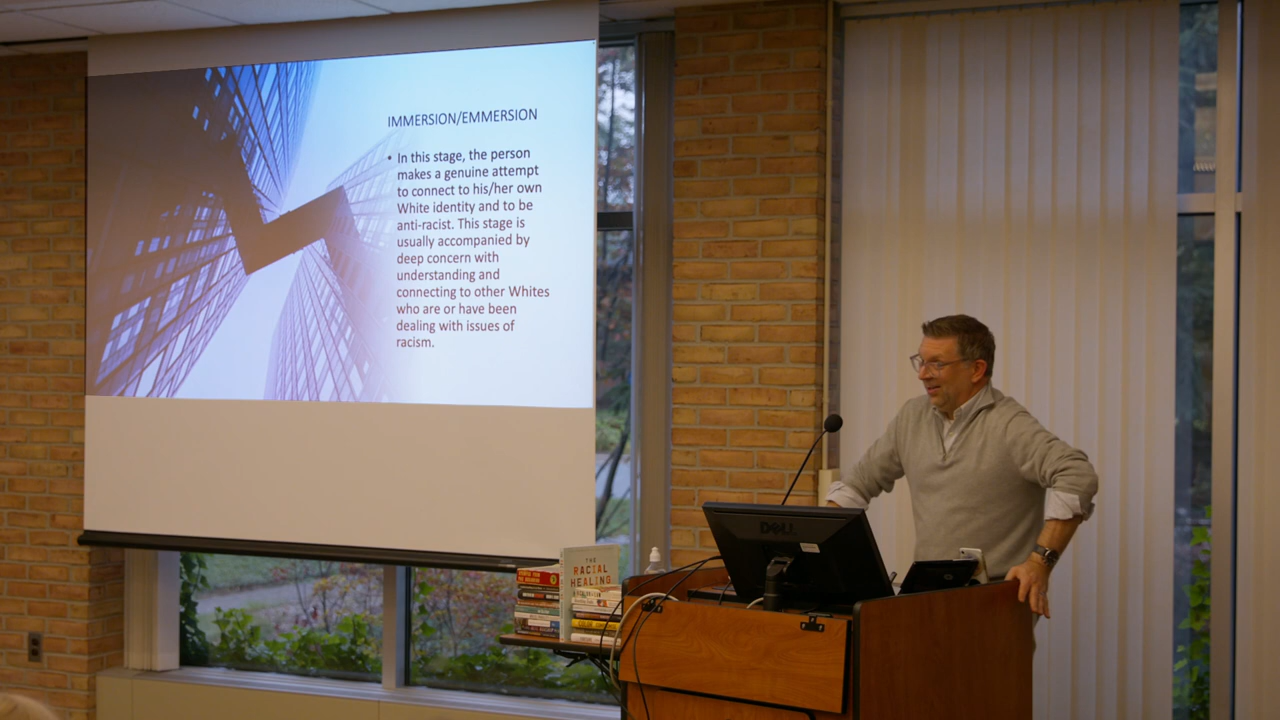 IMMERSION/EMMERSION
• In this stage, the person
makes a genuine attempt
to connect to his/her own
White identity and to be
anti-racist. This stage is
usually accompanied by
deep concern with
understanding and
connecting to other Whites
who are or have been
dealing with issues of
racism.
THE
RACIAL
HEALING
DELL